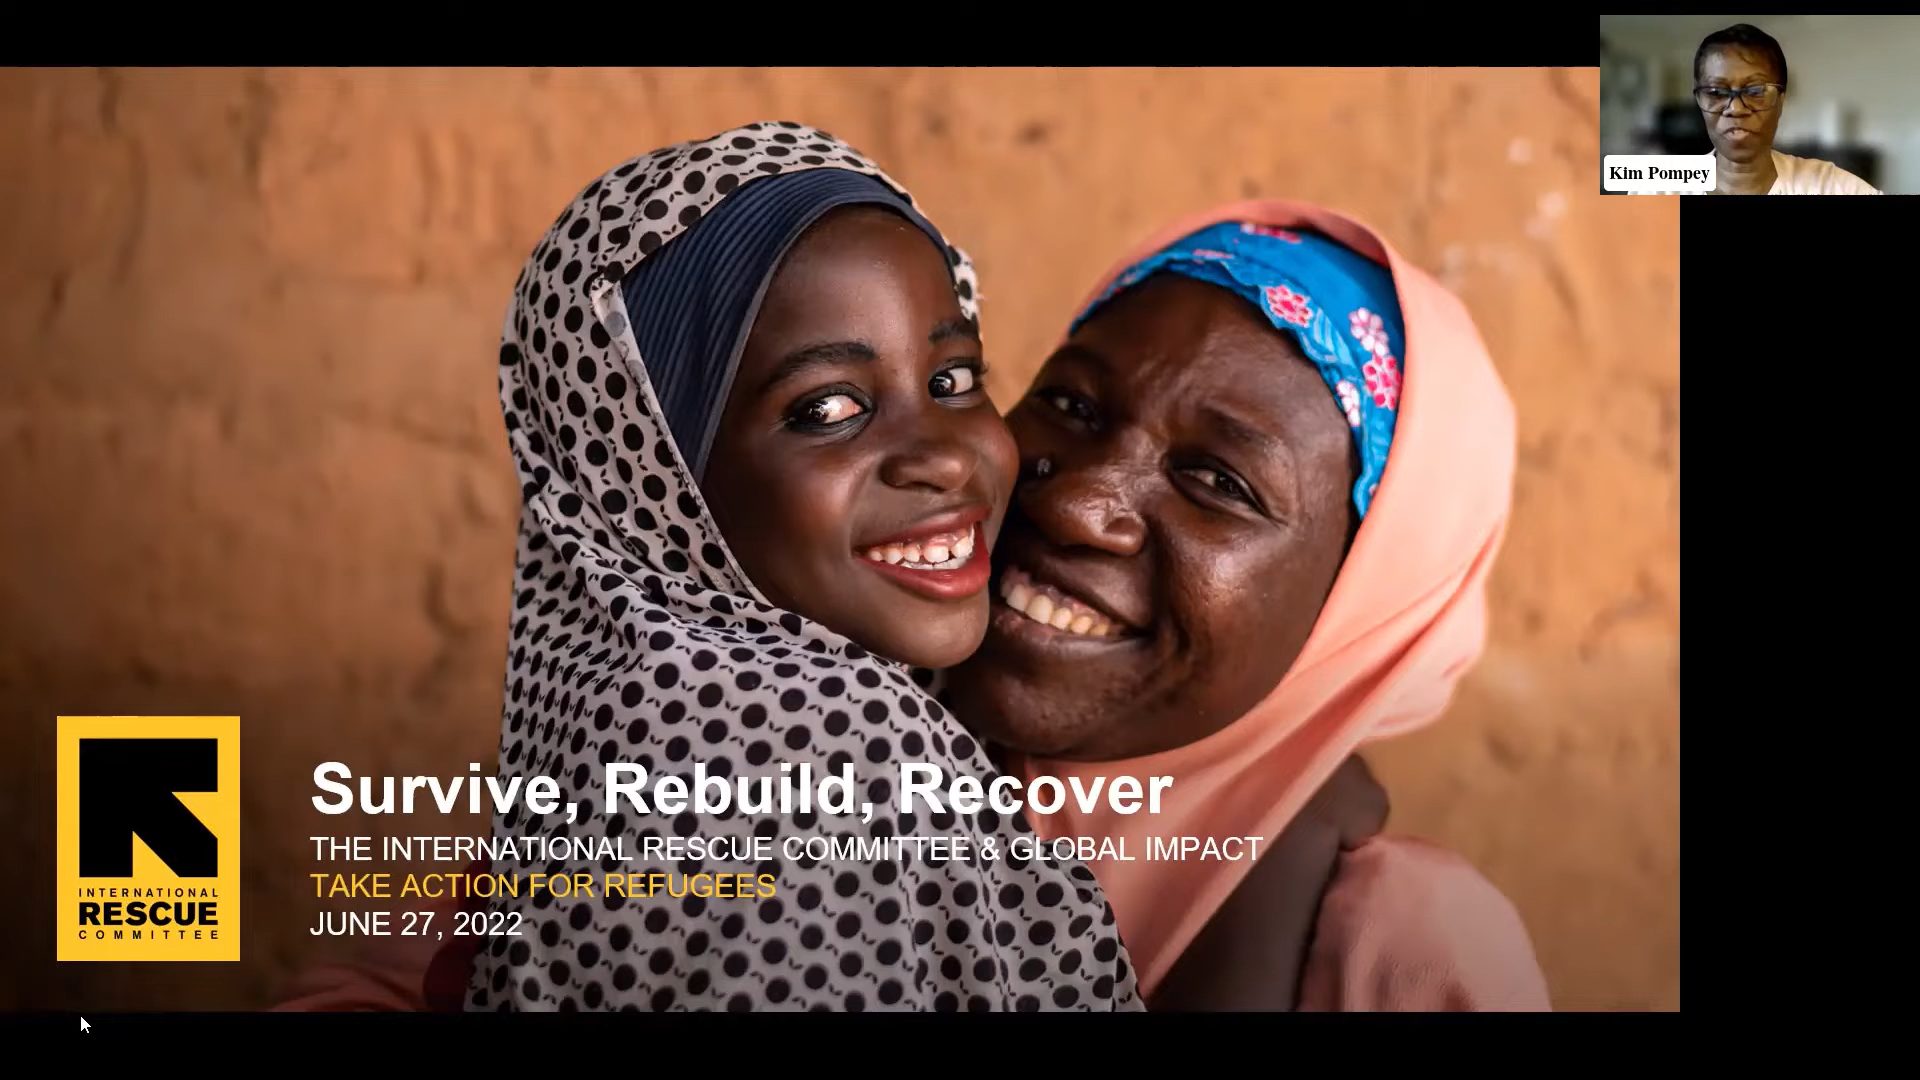 Kim Pompey
Survive, Rebuild, Recover
THE INTERNATIONAL RESCUE COMMITTEE & GLOBAL IMPACT
TAKE ACTION FOR REFUGEES
JUNE 27, 2022
INTERNATIONAL
RESCUE
COMMITTEE